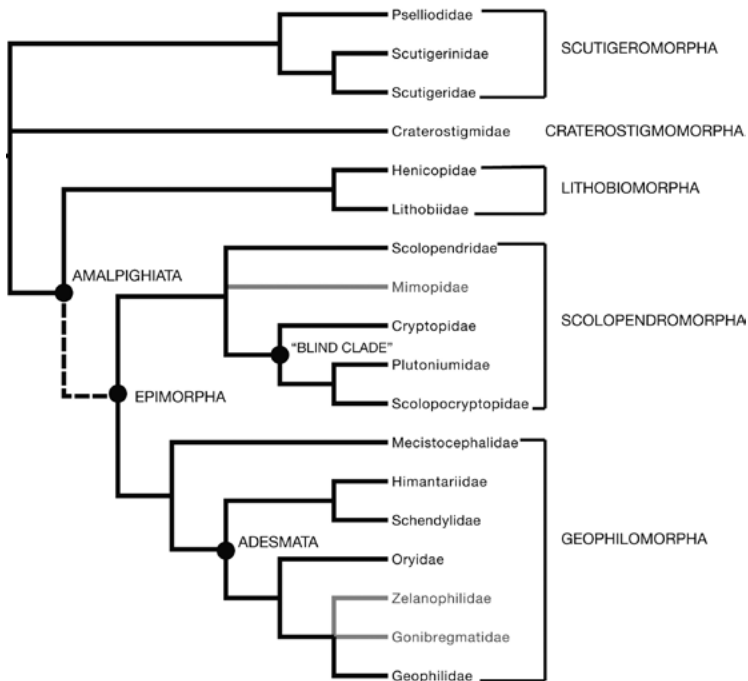 Pselliodidae
Scutigerinidae
SCUTIGEROMORPHA
Scutigeridae
Craterostigmidae
CRATEROSTIGMOMORPHA
Henicopidae
LITHOBIOMORPHA
Lithobiidae
Scolopendridae
AMALPIGHIATA
Mimopidae
SCOLOPENDROMORPHA
Cryptopidae
"BLIND CLADE"
Plutoniumidae
EPIMORPHA
Scolopocryptopidae
Mecistocephalidae
Himantariidae
Schendylidae
ADESMATA
GEOPHILOMORPHA
Oryidae
Zelanophilidae
Gonibregmatidae
Geophilidae